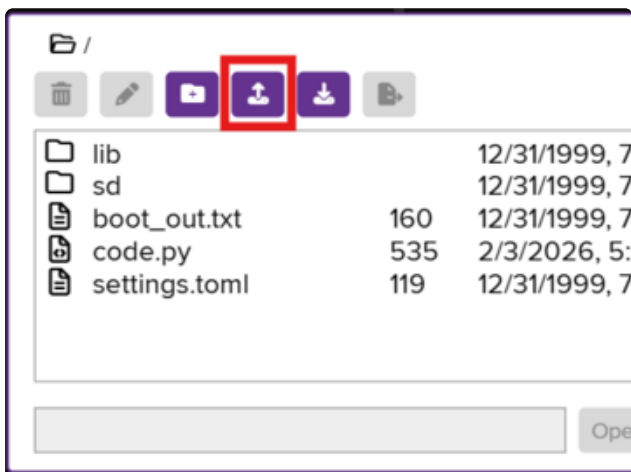 /
lib 12/31/1999, 7
sd 12/31/1999, 7
boot_out.txt 160 12/31/1999, 7
code.py 535 2/3/2026, 5:
settings.toml 119 12/31/1999, 7
Ope